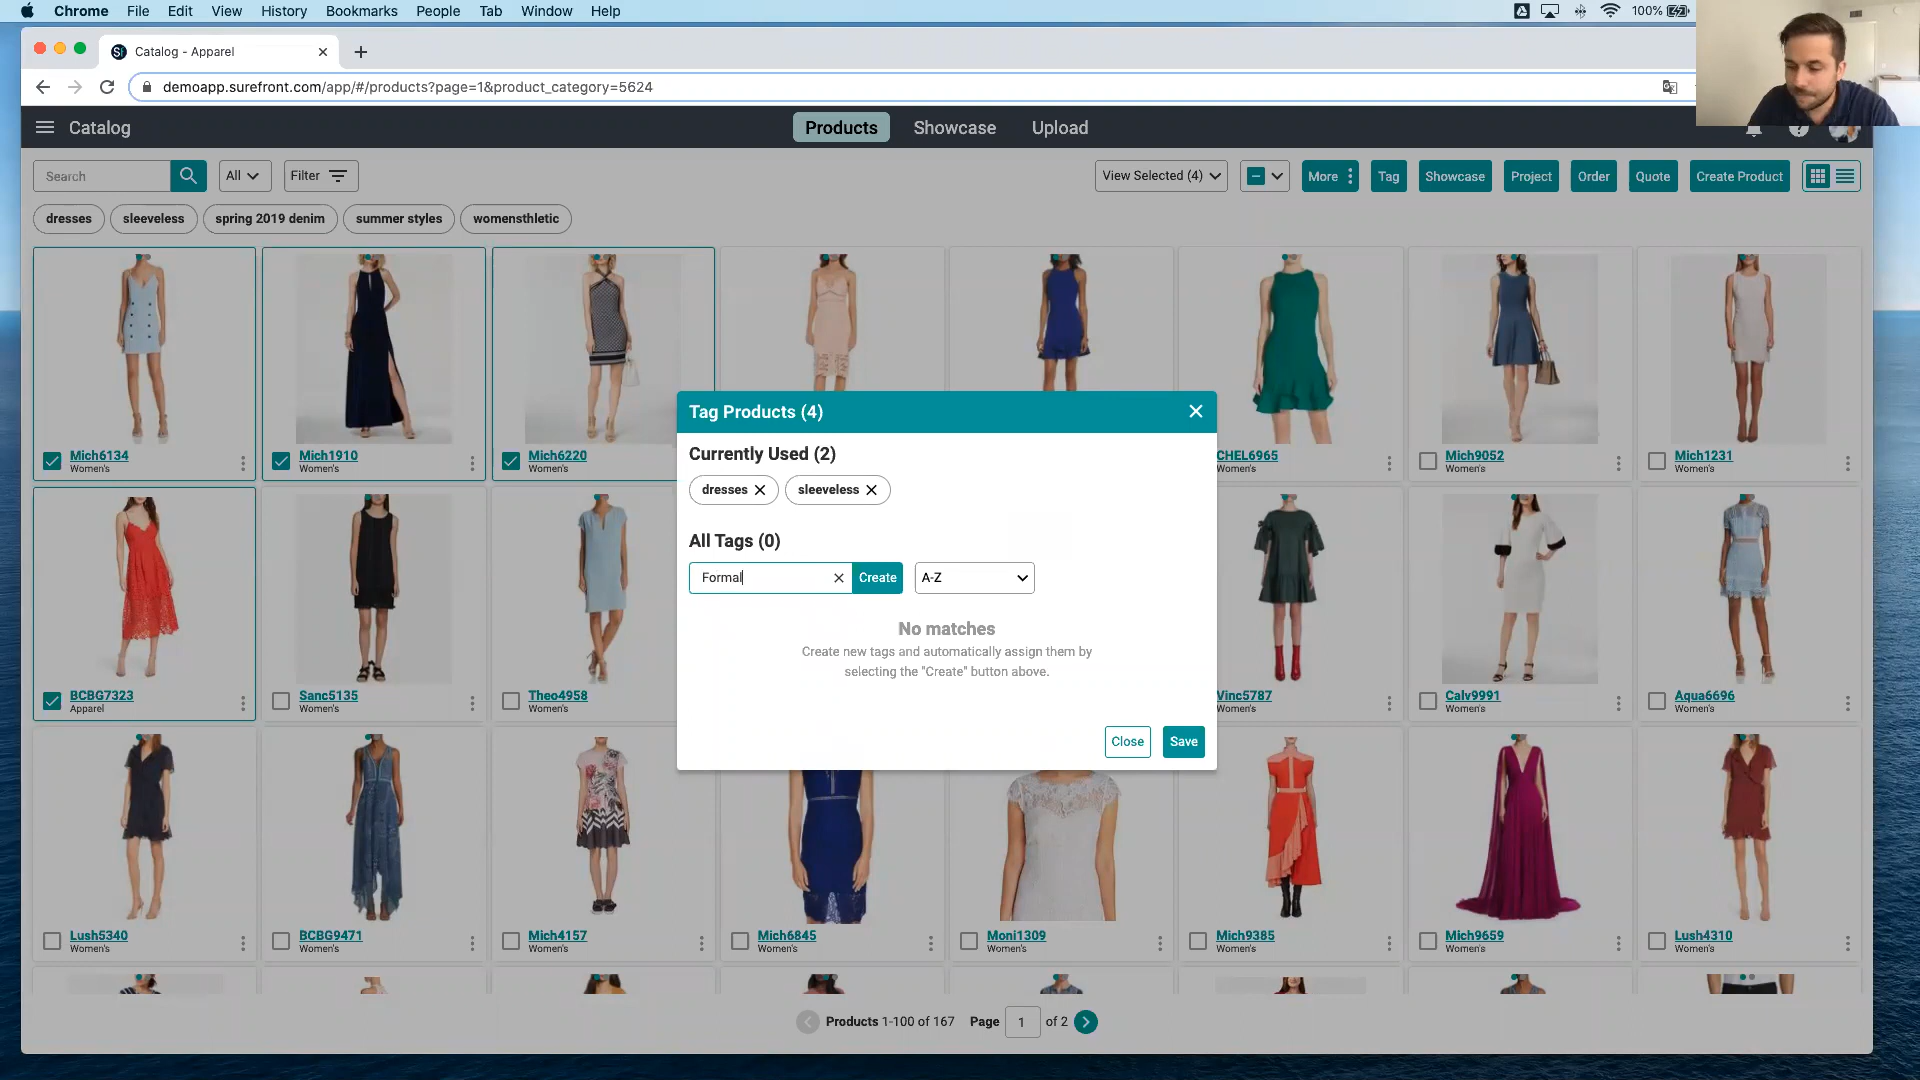 Chrome File Edit View History Bookmarks People Tab Window Help 100%
Catalog - Apparel
demoapp.surefront.com/app/#/products?page=1&product_category=5624
Catalog Products Showcase Upload
Search All Filter View Selected (4) More Tag Showcase Project Order Quote Create Product
dresses sleeveless spring 2019 denim summer styles womensthletic
Mich6134 Mich1910 Mich6220 CHEL6965 Mich9052 Mich1231
Women's Women's Women's Women's Women's Women's
Tag Products (4)
Currently Used (2)
dresses sleeveless
All Tags (0)
Formal Create A-Z
No matches
Create new tags and automatically assign them by
selecting the "Create" button above.
Close Save
BCBG7323 Sanc5135 Theo4958 Vinc5787 Calv9991 Aqua6696
Apparel Women's Women's Women's Women's Women's
Lush5340 BCBG9471 Mich4157 Mich6845 Moni1309 Mich9385 Mich9659 Lush4310
Women's Women's Women's Women's Women's Women's Women's Women's
Products 1-100 of 167 Page 1 of 2